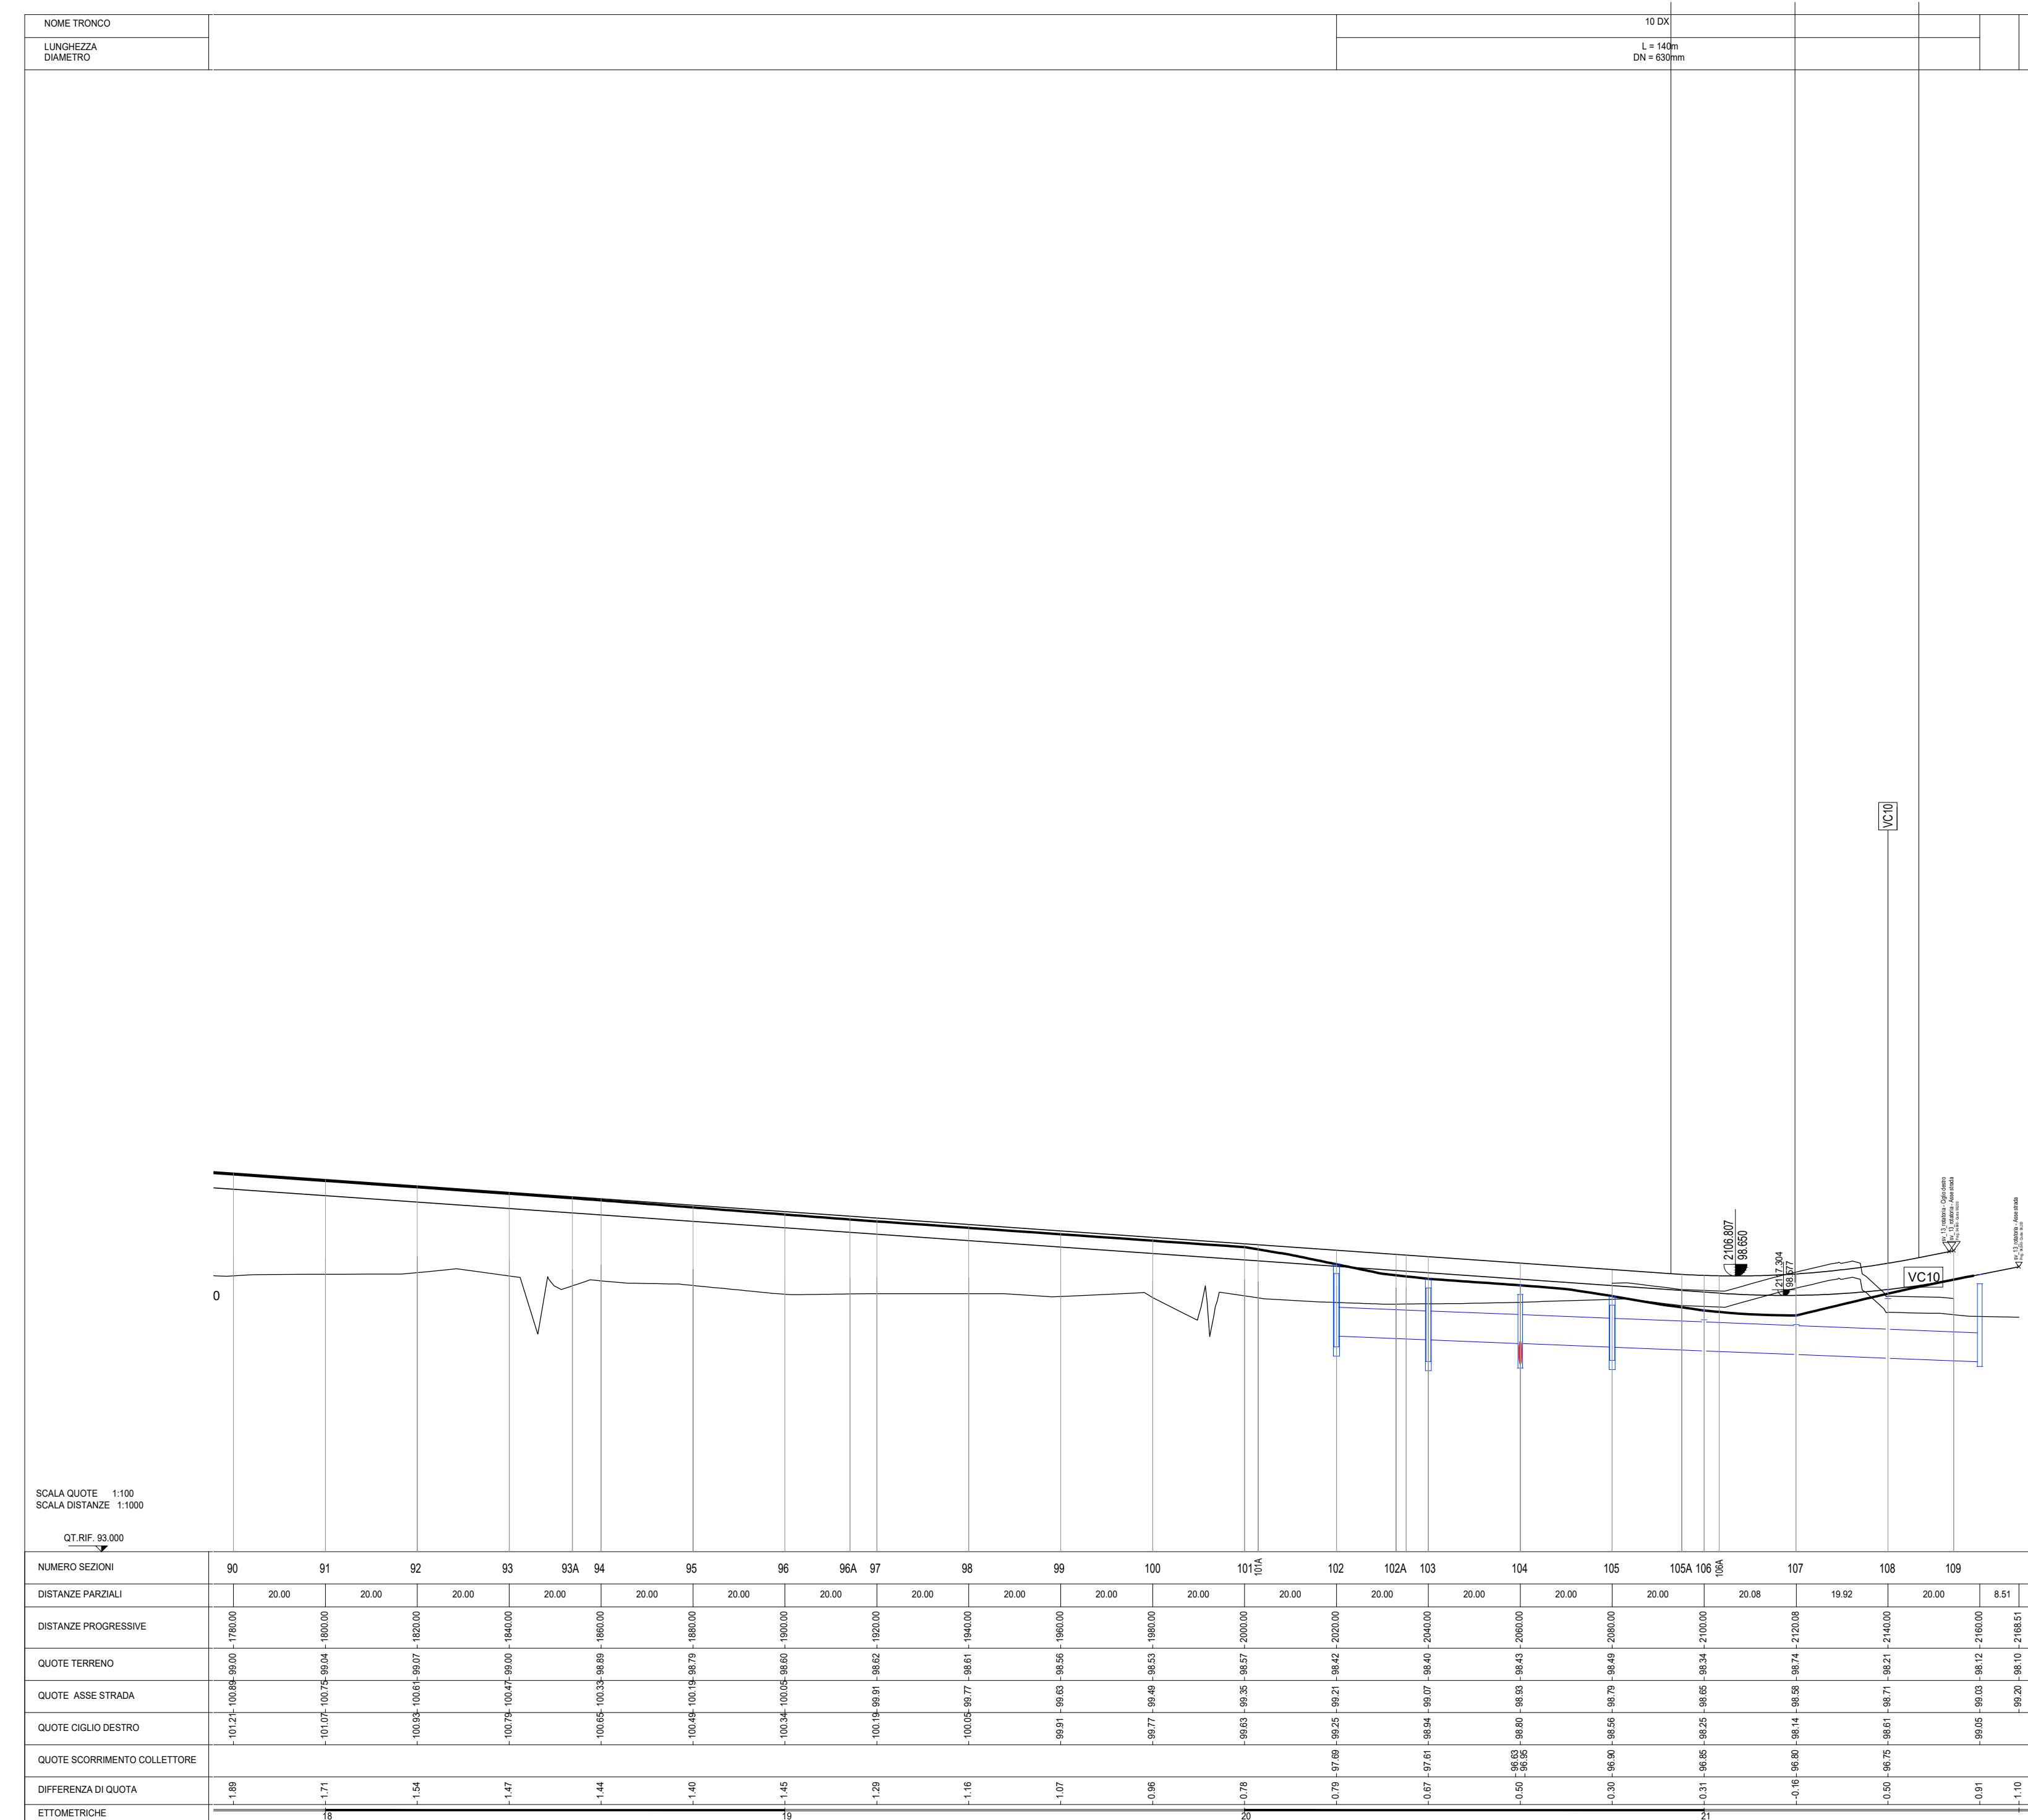 NOME TRONCO
10 DX
LUNGHEZZA
DIAMETRO
L = 140m
DN = 630mm
VC10
2106.807
98.650
2117.304
98.577
VC10
sv_13_rotatoria - Ciglio destro
sv_13_rotatoria - Asse strada
sv_13_rotatoria - Asse strada
0
SCALA QUOTE 1:100
SCALA DISTANZE 1:1000
QT.RIF. 93.000
NUMERO SEZIONI 90 91 92 93 93A 94 95 96 96A 97 98 99 100 101 101A 102 102A 103 104 105 105A 106 106A 107 108 109
DISTANZE PARZIALI 20.00 20.00 20.00 20.00 20.00 20.00 20.00 20.00 20.00 20.00 20.00 20.00 20.00 20.00 20.00 20.00 20.08 19.92 20.00 8.51
DISTANZE PROGRESSIVE 1780.00 1800.00 1820.00 1840.00 1860.00 1880.00 1900.00 1920.00 1940.00 1960.00 1980.00 2000.00 2020.00 2040.00 2060.00 2080.00 2100.00 2120.08 2140.00 2160.00 2168.51
QUOTE TERRENO 99.00 99.04 99.07 99.00 98.89 98.79 98.60 98.62 98.61 98.56 98.53 98.57 98.42 98.40 98.43 98.49 98.34 98.74 98.21 98.12 98.10
QUOTE ASSE STRADA 100.89 100.75 100.61 100.47 100.33 100.19 100.05 99.91 99.77 99.63 99.49 99.35 99.21 99.07 98.93 98.79 98.65 98.58 98.71 99.03 99.20
QUOTE CIGLIO DESTRO 101.21 101.07 100.93 100.79 100.65 100.49 100.34 100.19 100.05 99.91 99.77 99.63 99.25 98.94 98.80 98.56 98.25 98.14 98.61 99.05
QUOTE SCORRIMENTO COLLETTORE 97.69 97.61 96.63 96.95 96.90 96.85 96.80 96.75
DIFFERENZA DI QUOTA 1.89 1.71 1.54 1.47 1.44 1.40 1.45 1.29 1.16 1.07 0.96 0.78 0.79 0.67 0.50 0.30 0.31 -0.16 0.50 0.91 1.10
ETTOMETRICHE 18 19 20 21